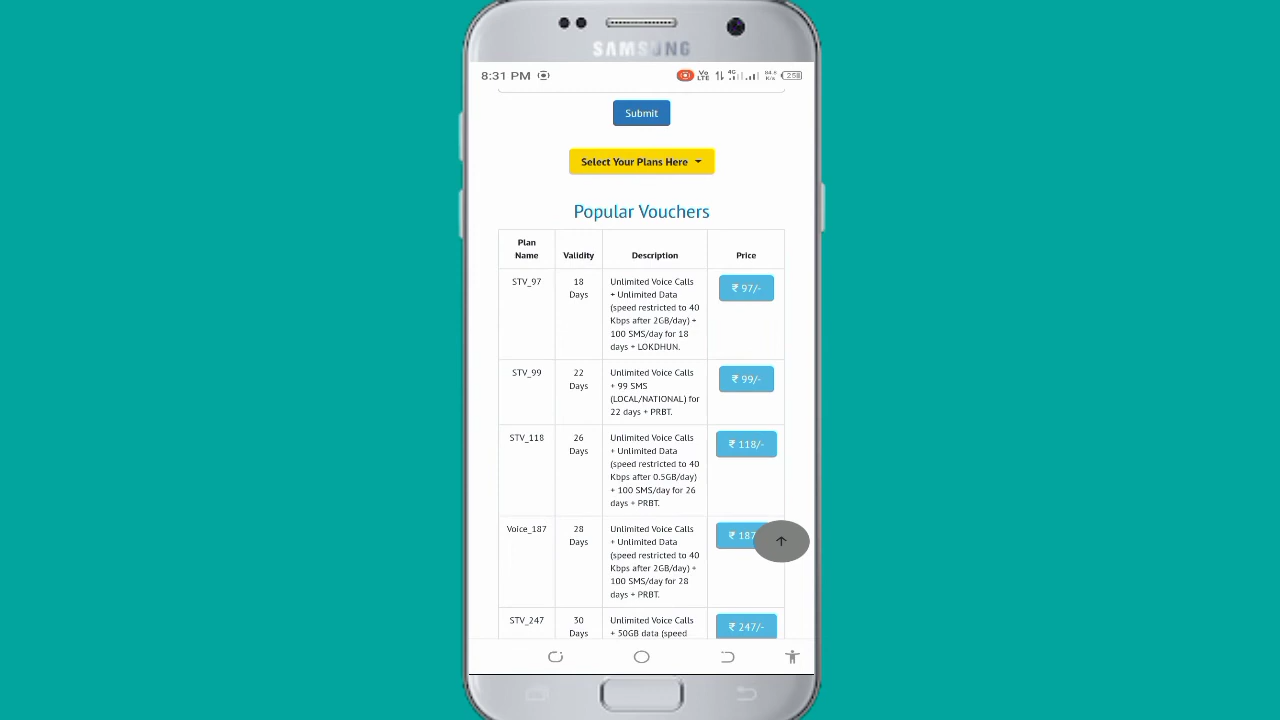 SAMSUNG
8:31 PM
Vo
LTE
4G
K/s
25
Submit
Select Your Plans Here
Popular Vouchers
Plan
Name
Validity
Description
Price
STV_97
18
Days
Unlimited Voice Calls
+ Unlimited Data
(speed restricted to 40
Kbps after 2GB/day) +
100 SMS/day for 18
days + LOKDHUN.
₹ 97/-
STV_99
22
Days
Unlimited Voice Calls
+ 99 SMS
(LOCAL/NATIONAL) for
22 days + PRBT.
₹ 99/-
STV_118
26
Days
Unlimited Voice Calls
+ Unlimited Data
(speed restricted to 40
Kbps after 0.5GB/day)
+ 100 SMS/day for 26
days + PRBT.
₹ 118/-
Voice_187
28
Days
Unlimited Voice Calls
+ Unlimited Data
(speed restricted to 40
Kbps after 2GB/day) +
100 SMS/day for 28
days + PRBT.
₹ 187
STV_247
30
Days
Unlimited Voice Calls
+ 50GB data (speed
₹ 247/-